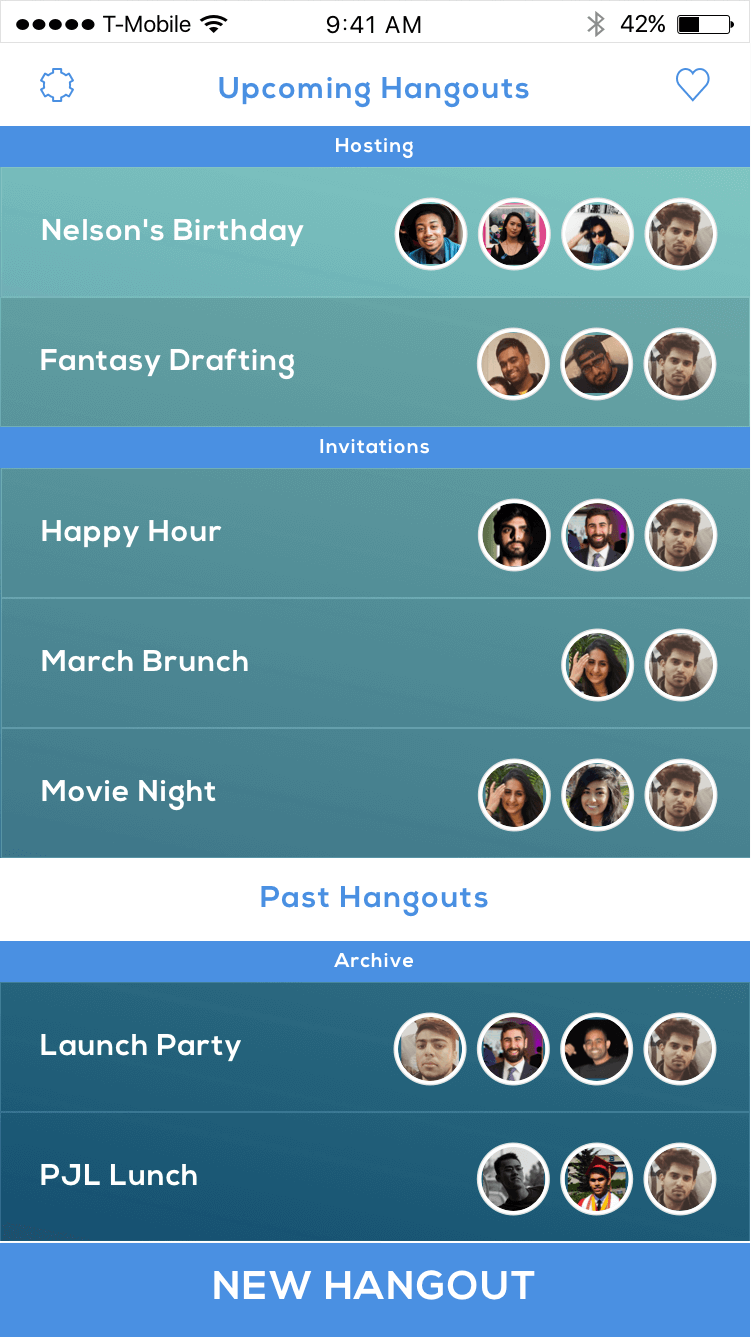 T-Mobile 9:41 AM 42%
Upcoming Hangouts
Hosting
Nelson's Birthday
Fantasy Drafting
Invitations
Happy Hour
March Brunch
Movie Night
Past Hangouts
Archive
Launch Party
PJL Lunch
NEW HANGOUT